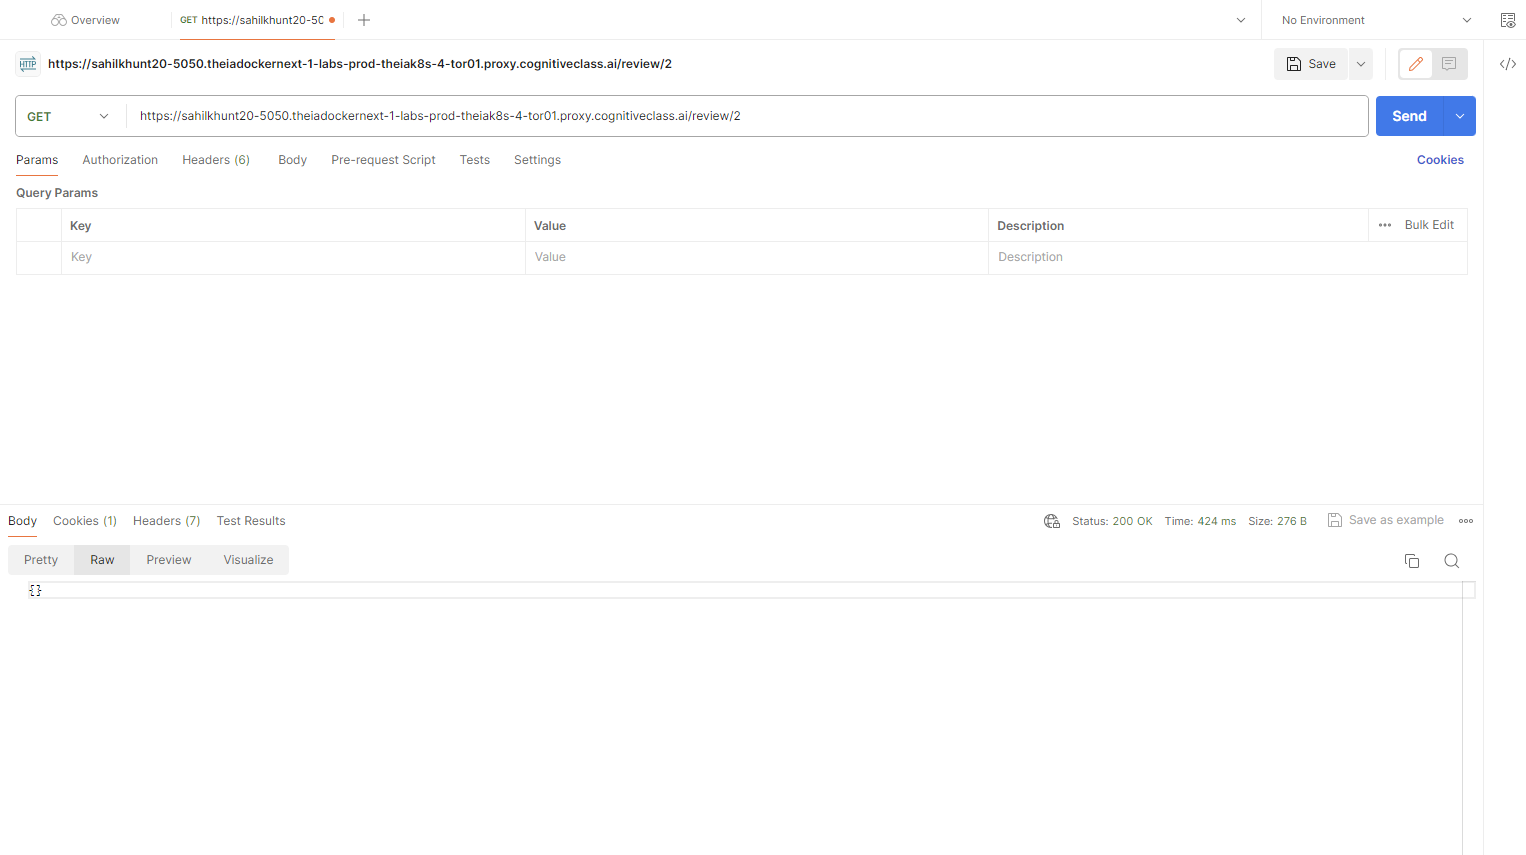 Overview
GET https://sahilkhunt20-50
No Environment
HTTP
https://sahilkhunt20-5050.theiadockernext-1-labs-prod-theiak8s-4-tor01.proxy.cognitiveclass.ai/review/2
Save
GET
https://sahilkhunt20-5050.theiadockernext-1-labs-prod-theiak8s-4-tor01.proxy.cognitiveclass.ai/review/2
Send
Params Authorization Headers (6) Body Pre-request Script Tests Settings Cookies
Query Params
Key Value Description ••• Bulk Edit
Key Value Description
Body Cookies (1) Headers (7) Test Results Status: 200 OK Time: 424 ms Size: 276 B Save as example
Pretty Raw Preview Visualize
{}